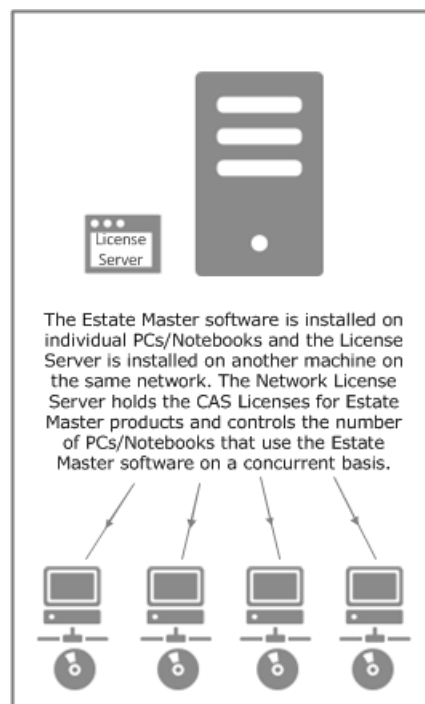 License
Server
The Estate Master software is installed on
individual PCs/Notebooks and the License
Server is installed on another machine on
the same network. The Network License
Server holds the CAS Licenses for Estate
Master products and controls the number
of PCs/Notebooks that use the Estate
Master software on a concurrent basis.